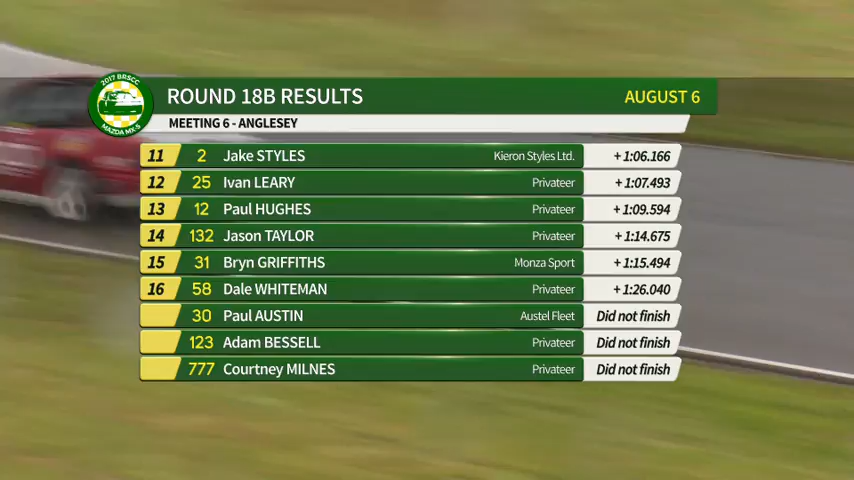 2017 BRSCC
MAZDA MX-5
ROUND 18B RESULTS
AUGUST 6
MEETING 6 - ANGLESEY
11 2 Jake STYLES Kieron Styles Ltd. + 1:06.166
12 25 Ivan LEARY Privateer + 1:07.493
13 12 Paul HUGHES Privateer + 1:09.594
14 132 Jason TAYLOR Privateer + 1:14.675
15 31 Bryn GRIFFITHS Monza Sport + 1:15.494
16 58 Dale WHITEMAN Privateer + 1:26.040
30 Paul AUSTIN Austel Fleet Did not finish
123 Adam BESSELL Privateer Did not finish
777 Courtney MILNES Privateer Did not finish